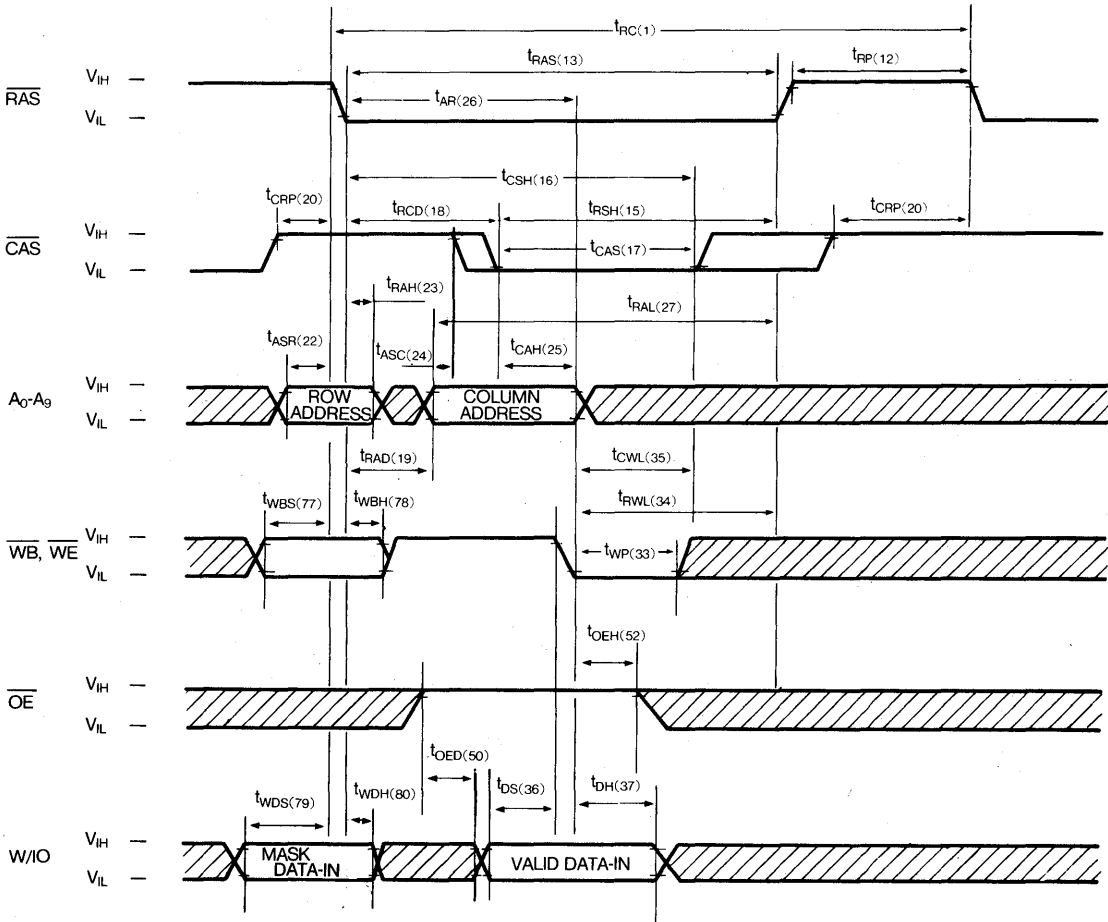 tRC(1)
tRAS(13)
tRP(12)
VIH
RAS
tAR(26)
VIL
tCSH(16)
tCRP(20)
tRCD(18)
tRSH(15)
tCRP(20)
VIH
CAS
tCAS(17)
VIL
tRAH(23)
tRAL(27)
tASR(22)
tASC(24)
tCAH(25)
VIH
A0-A9
ROW ADDRESS
COLUMN ADDRESS
VIL
tRAD(19)
tCWL(35)
tWBS(77)
tWBH(78)
tRWL(34)
VIH
WB, WE
tWP(33)
VIL
tOEH(52)
VIH
OE
VIL
tOED(50)
tWDS(79)
tWDH(80)
tDS(36)
tDH(37)
VIH
W/IO
MASK DATA-IN
VALID DATA-IN
VIL